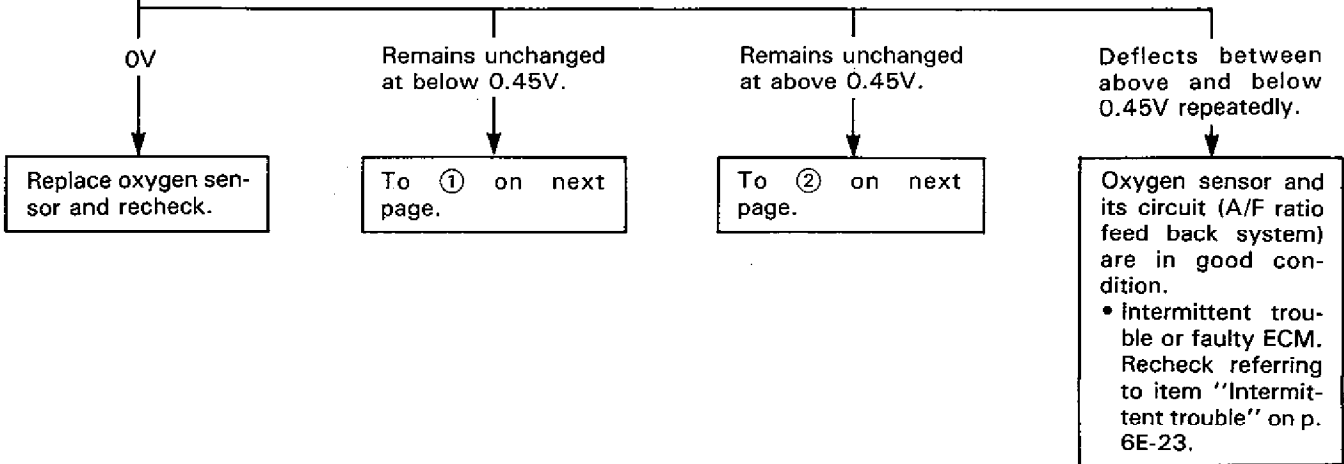 0V
Remains unchanged
at below 0.45V.
Remains unchanged
at above 0.45V.
Deflects between
above and below
0.45V repeatedly.
Replace oxygen sen-
sor and recheck.
To ① on next
page.
To ② on next
page.
Oxygen sensor and
its circuit (A/F ratio
feed back system)
are in good con-
dition.
• Intermittent trou-
ble or faulty ECM.
Recheck referring
to item "Intermit-
tent trouble" on p.
6E-23.